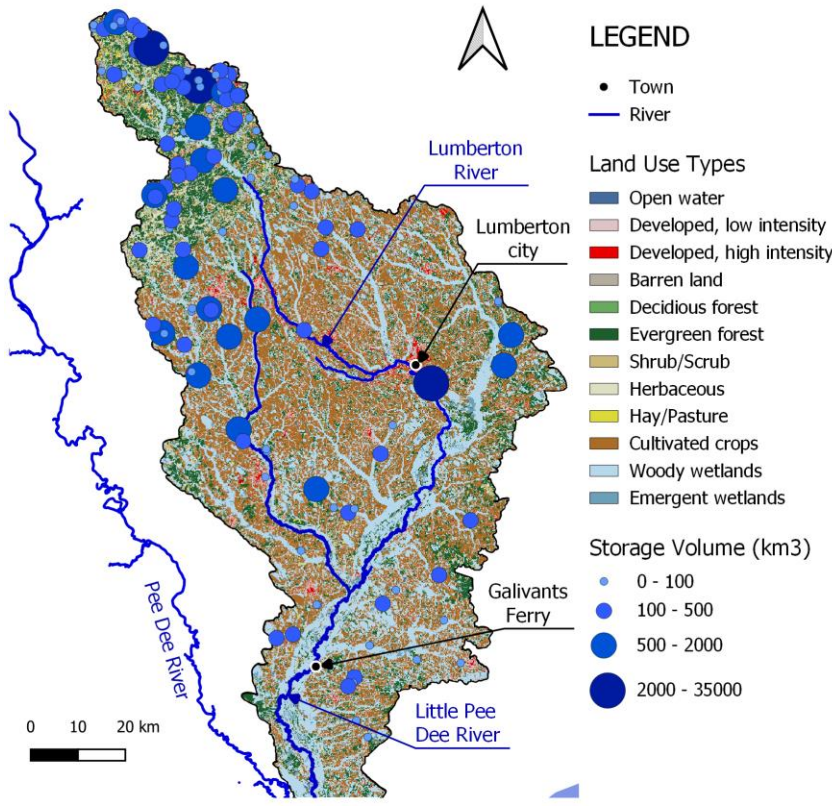 LEGEND
Town
River
Lumberton
River
Land Use Types
Open water
Lumberton
city
Developed, low intensity
Developed, high intensity
Barren land
Decidious forest
Evergreen forest
Shrub/Scrub
Herbaceous
Hay/Pasture
Cultivated crops
Woody wetlands
Emergent wetlands
Storage Volume (km3)
0 - 100
100 - 500
500 - 2000
2000 - 35000
Galivants
Ferry
Pee Dee River
Little Pee
Dee River
0 10 20 km